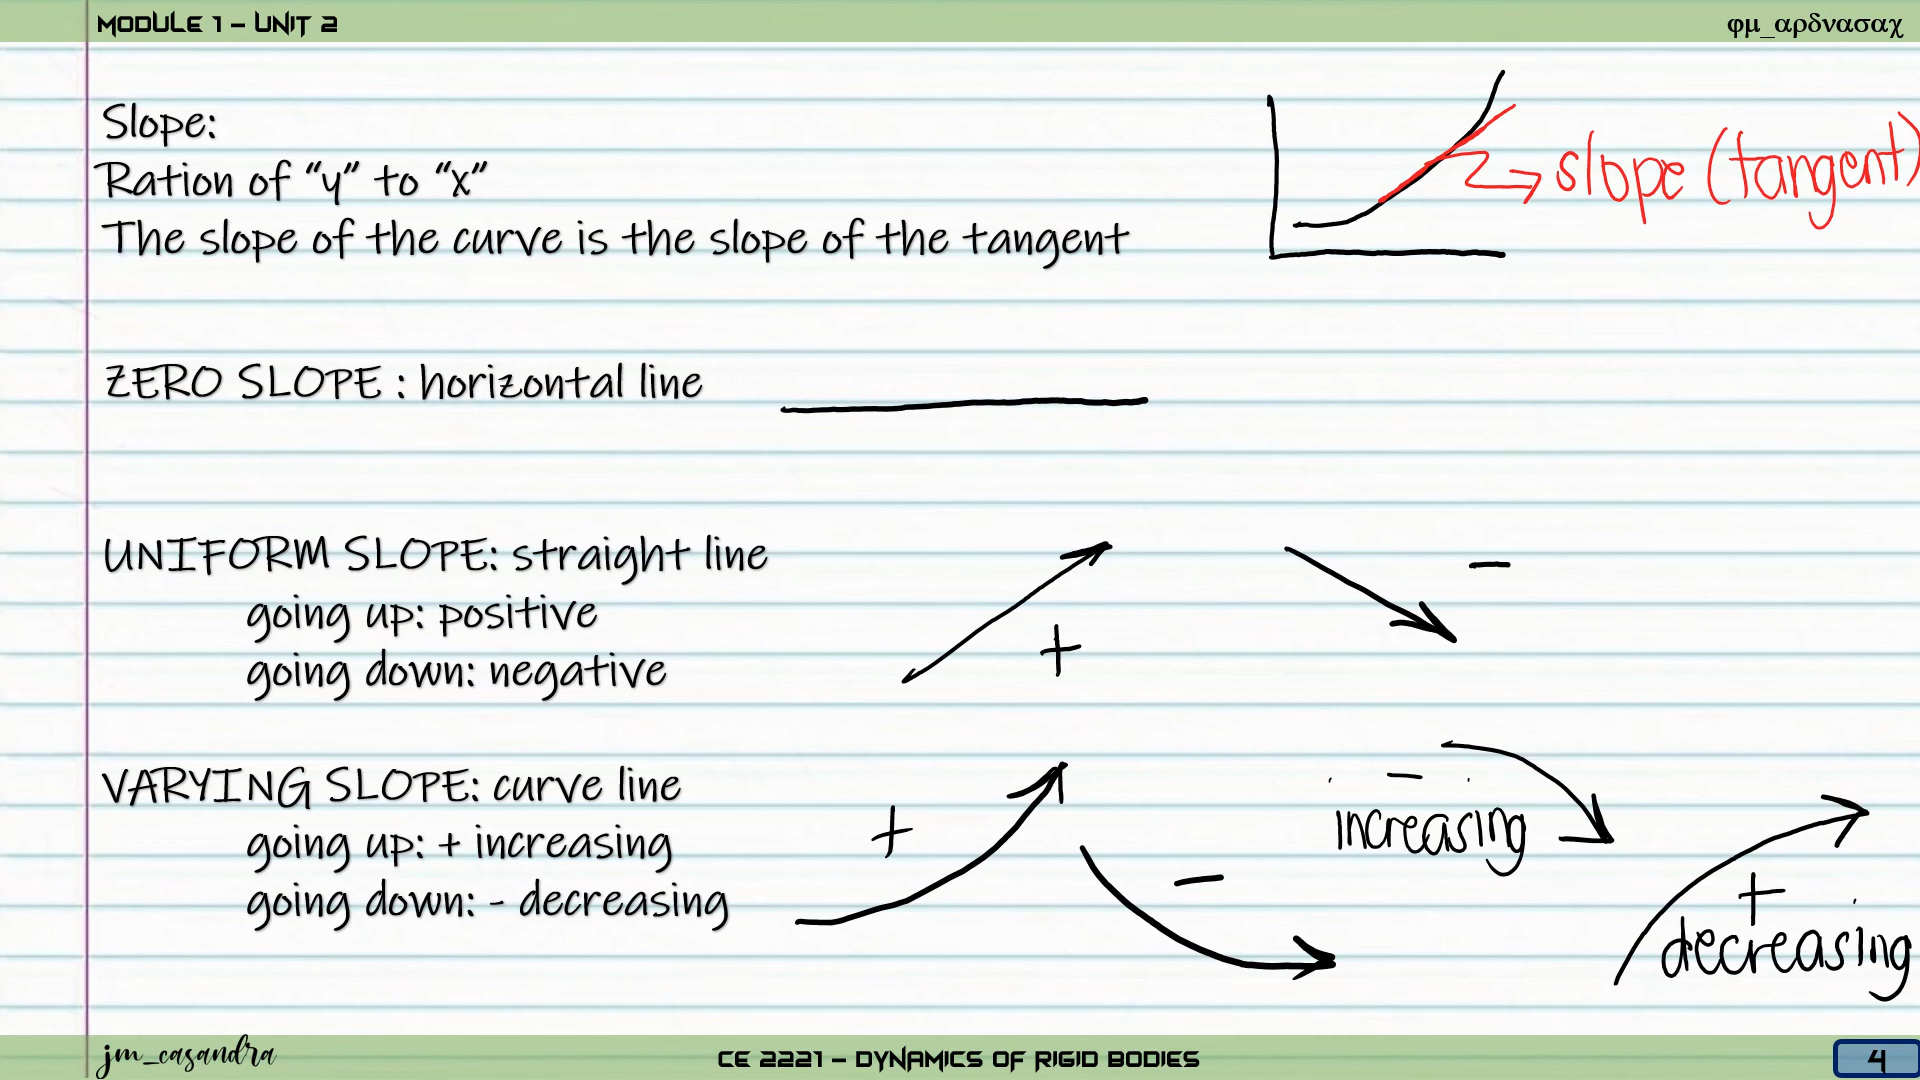 MODULE 1 – UNIT 2
φμ_αρδνασαχ
Slope:
Ration of “y” to “x”
The slope of the curve is the slope of the tangent
slope (tangent)
ZERO SLOPE : horizontal line
UNIFORM SLOPE: straight line
going up: positive
going down: negative
+
−
VARYING SLOPE: curve line
going up: + increasing
going down: - decreasing
+
−
−
increasing
+
decreasing
jm_casandra
CE 2221 – DYNAMICS OF RIGID BODIES
4